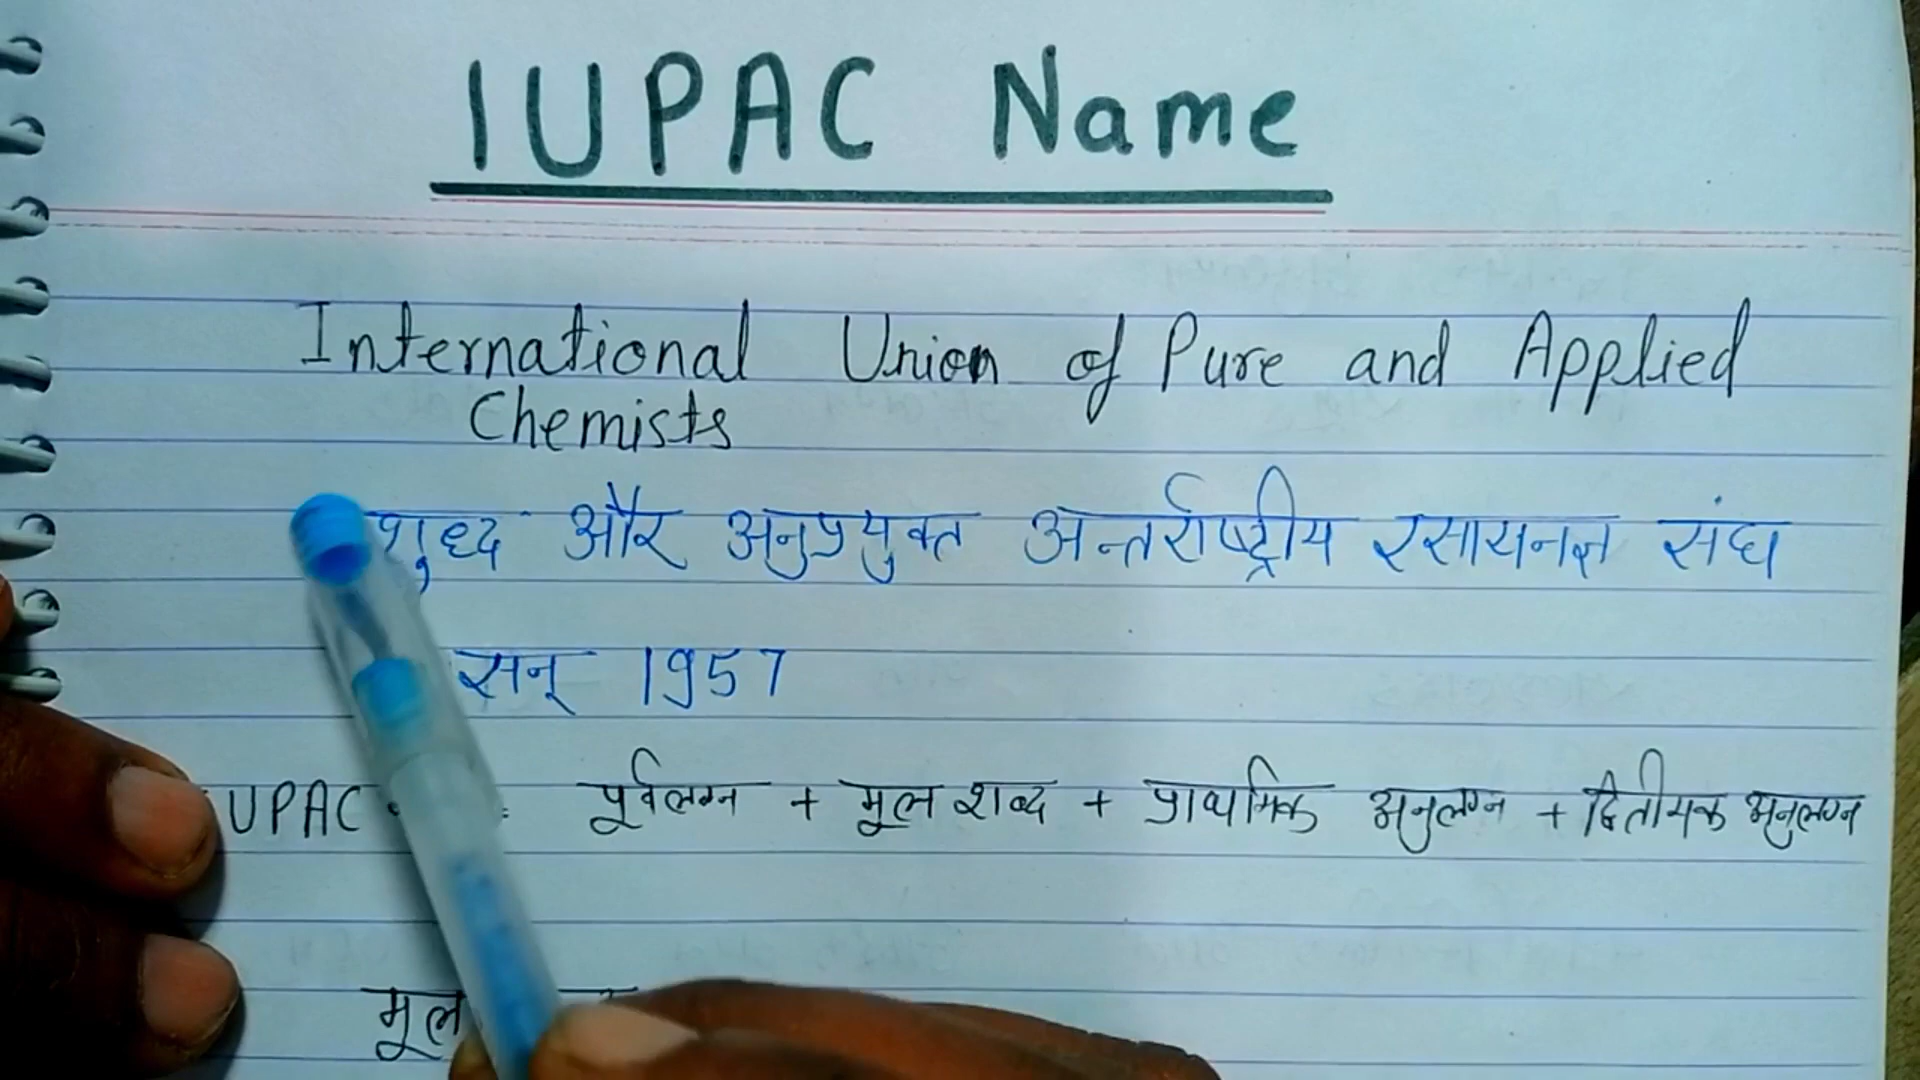 IUPAC Name
International Union of Pure and Applied
Chemists
शुध्द और अनुप्रयुक्त अन्तर्राष्ट्रीय रसायनज्ञ संघ
सन् 1957
IUPAC : पूर्वलग्न + मूल शब्द + प्राथमिक अनुलग्न + द्वितीयक अनुलग्न
मूल